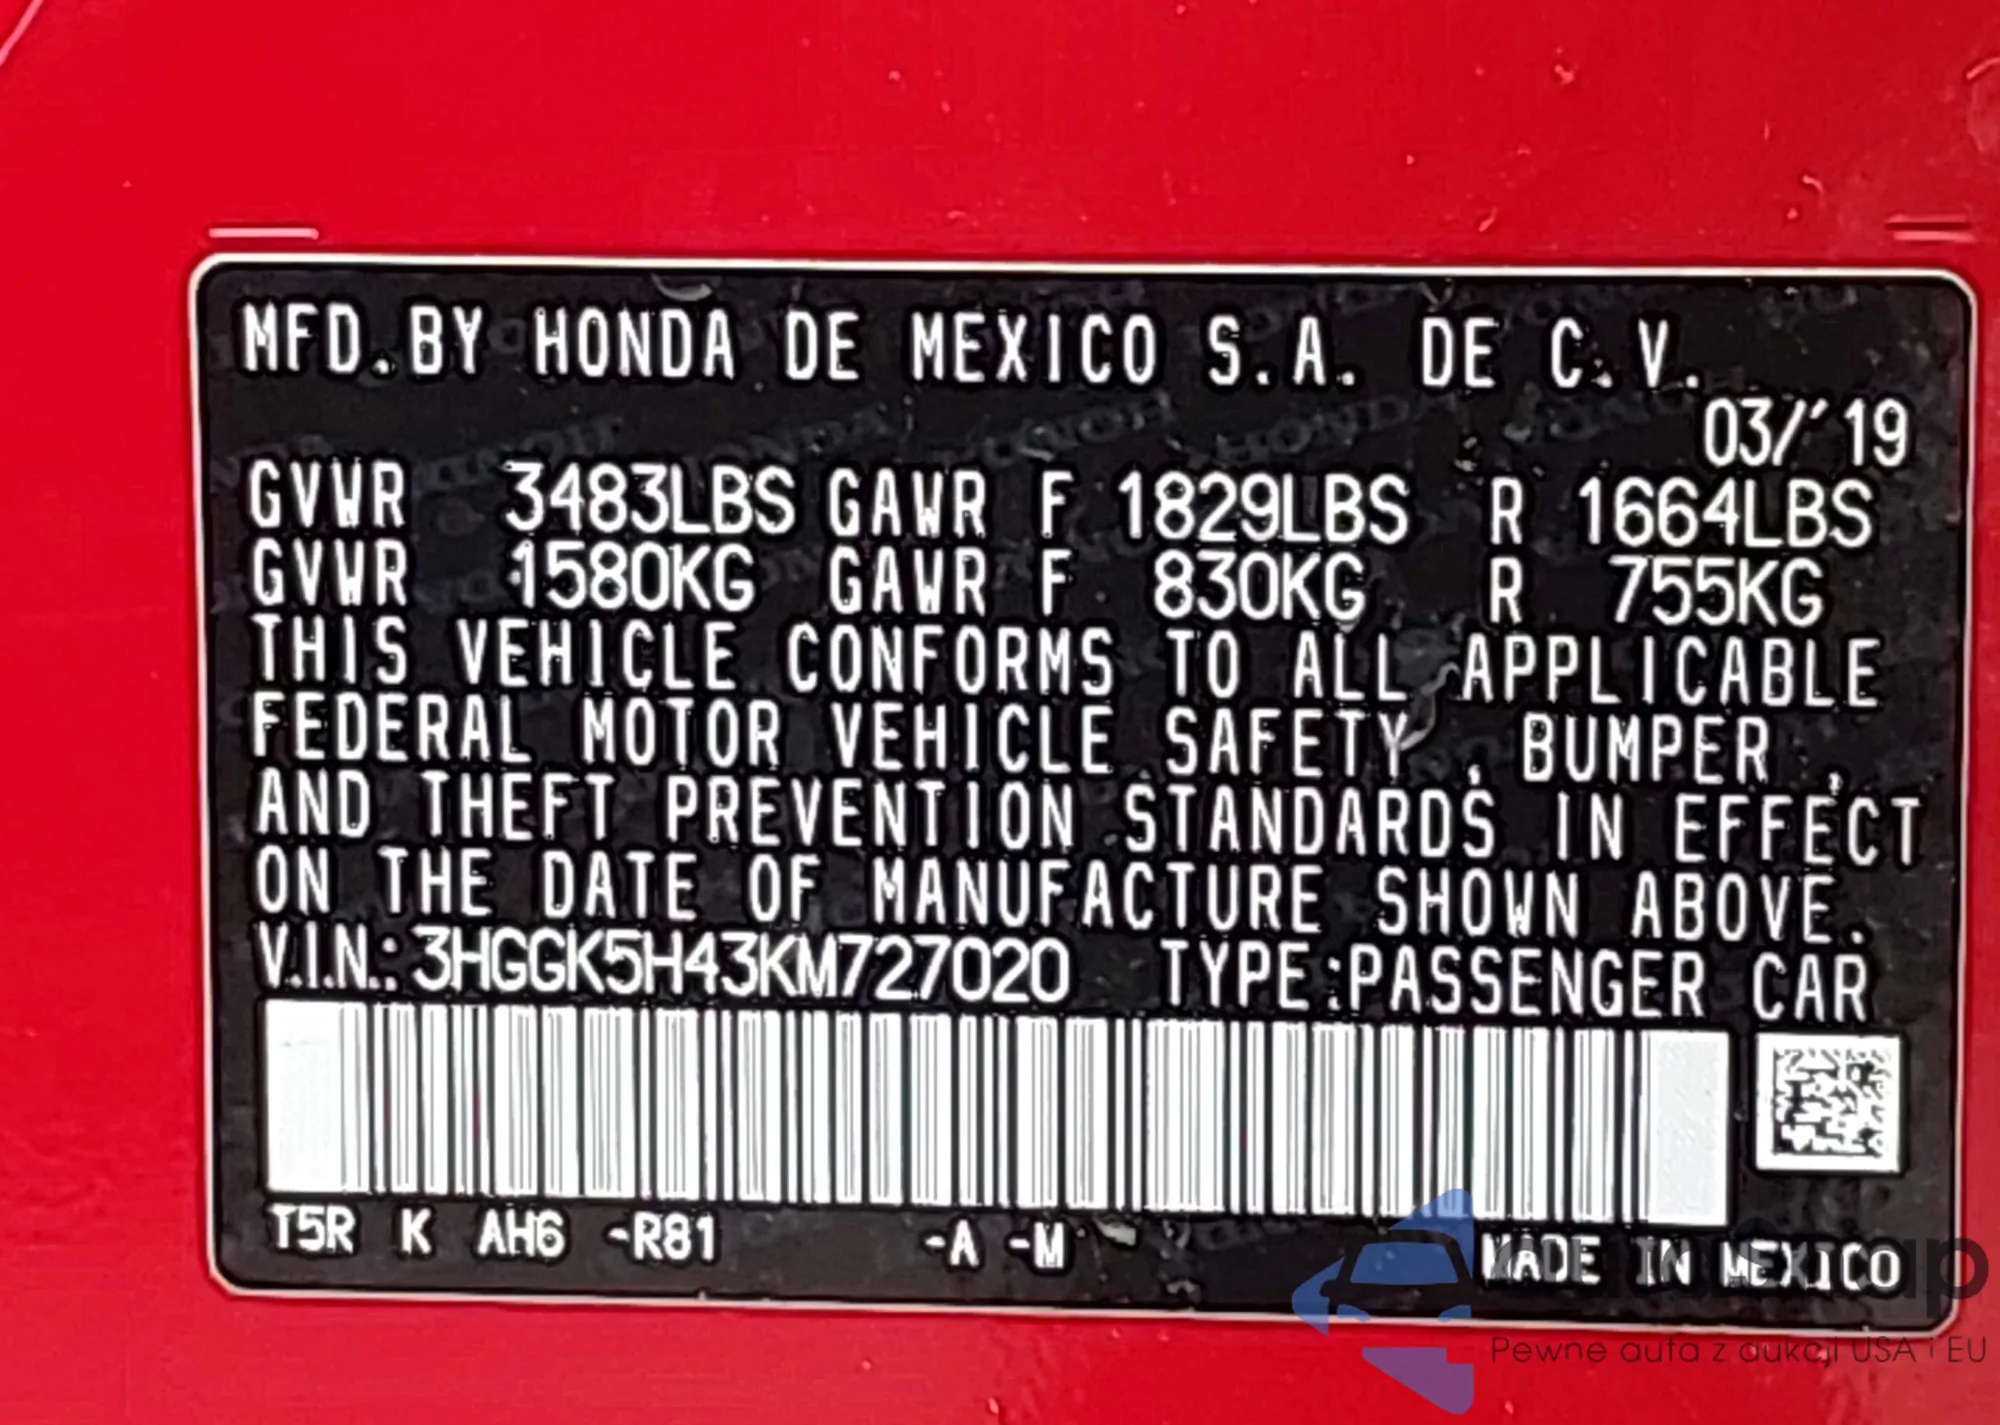 MFD.BY HONDA DE MEXICO S.A. DE C.V.
03/'19
GVWR 3483LBS GAWR F 1829LBS R 1664LBS
GVWR 1580KG GAWR F 830KG R 755KG
THIS VEHICLE CONFORMS TO ALL APPLICABLE
FEDERAL MOTOR VEHICLE SAFETY, BUMPER,
AND THEFT PREVENTION STANDARDS IN EFFECT
ON THE DATE OF MANUFACTURE SHOWN ABOVE.
V.I.N.: 3HGGK5H43KM727020 TYPE:PASSENGER CAR
T5R K AH6 -R81 -A -M
MADE IN MEXICO
Pewne auta z aukcji USA i EU